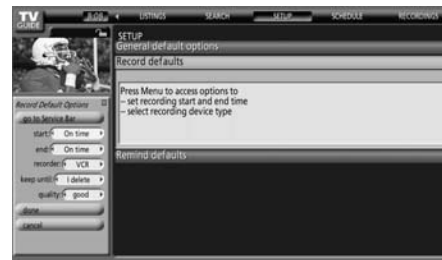 TV
GUIDE
8:08
LISTINGS
SEARCH
SETUP
SCHEDULE
RECORDINGS
SETUP
General default options
Record defaults
Press Menu to access options to
– set recording start and end time
– select recording device type
Remind defaults
Record Default Options
go to Service Bar
start: On time
end: On time
recorder: VCR
keep until: I delete
quality: good
done
cancel